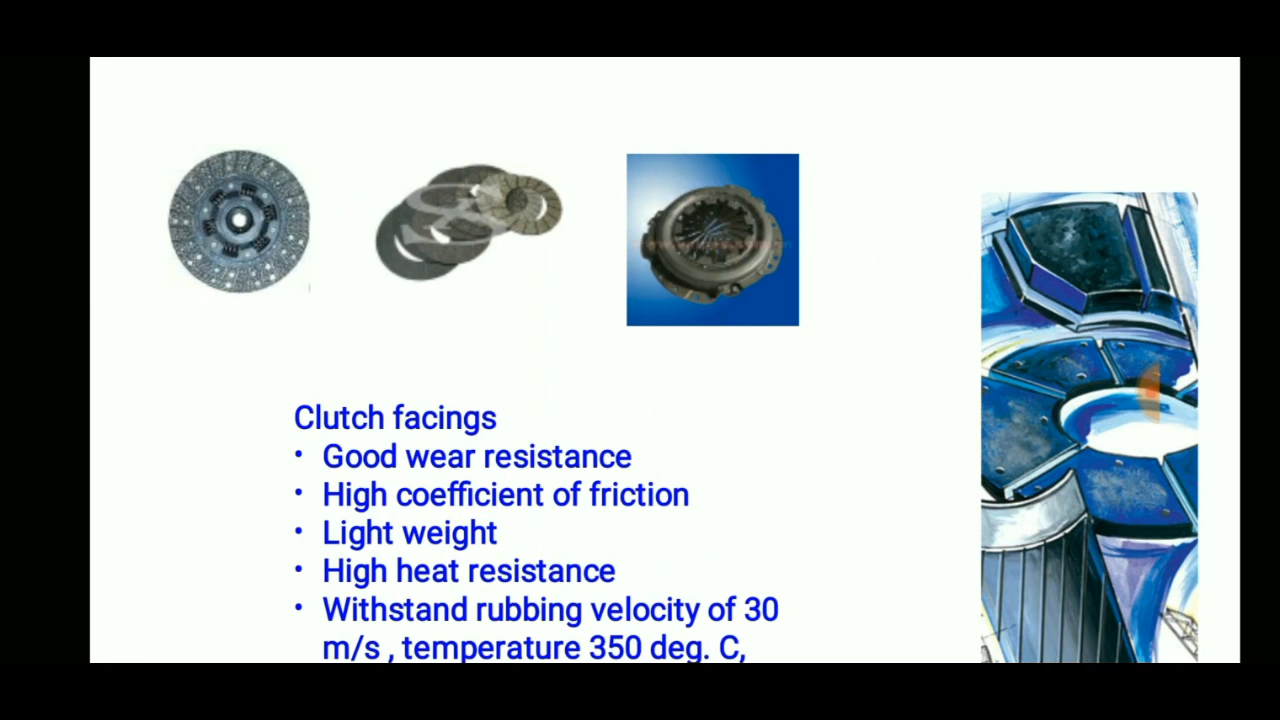 Clutch facings
• Good wear resistance
• High coefficient of friction
• Light weight
• High heat resistance
• Withstand rubbing velocity of 30
m/s , temperature 350 deg. C,